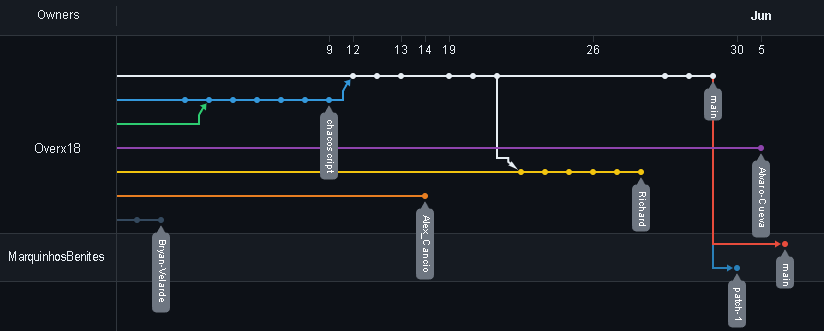 Owners
Jun
9 12 13 14 19 26 30 5
main
chacoscript
Overx18
Alvaro-Cueva
Richard
Alex_Cancio
Bryan-Velarde
MarquinhosBenites
main
patch-1